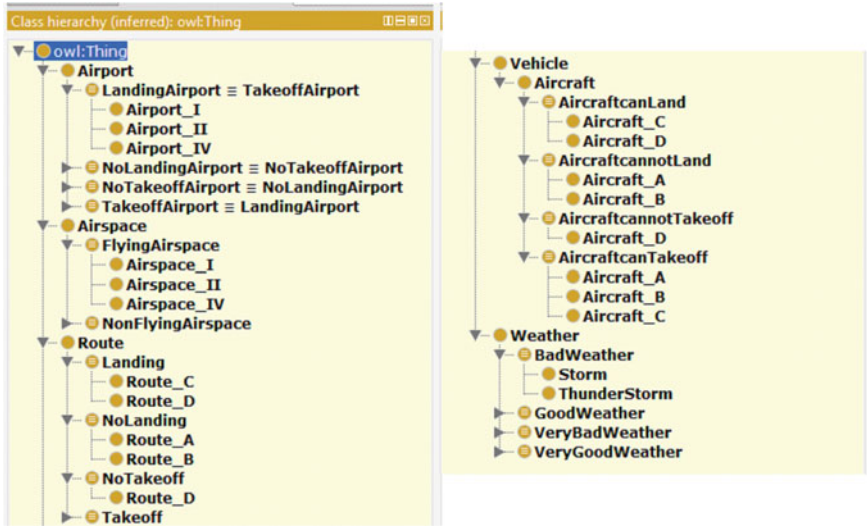 Class hierarchy (inferred): owl:Thing
owl:Thing
Airport
LandingAirport ≡ TakeoffAirport
Airport_I
Airport_II
Airport_IV
NoLandingAirport ≡ NoTakeoffAirport
NoTakeoffAirport ≡ NoLandingAirport
TakeoffAirport ≡ LandingAirport
Airspace
FlyingAirspace
Airspace_I
Airspace_II
Airspace_IV
NonFlyingAirspace
Route
Landing
Route_C
Route_D
NoLanding
Route_A
Route_B
NoTakeoff
Route_D
Takeoff
Vehicle
Aircraft
AircraftcanLand
Aircraft_C
Aircraft_D
AircraftcannotLand
Aircraft_A
Aircraft_B
AircraftcannotTakeoff
Aircraft_D
AircraftcanTakeoff
Aircraft_A
Aircraft_B
Aircraft_C
Weather
BadWeather
Storm
ThunderStorm
GoodWeather
VeryBadWeather
VeryGoodWeather